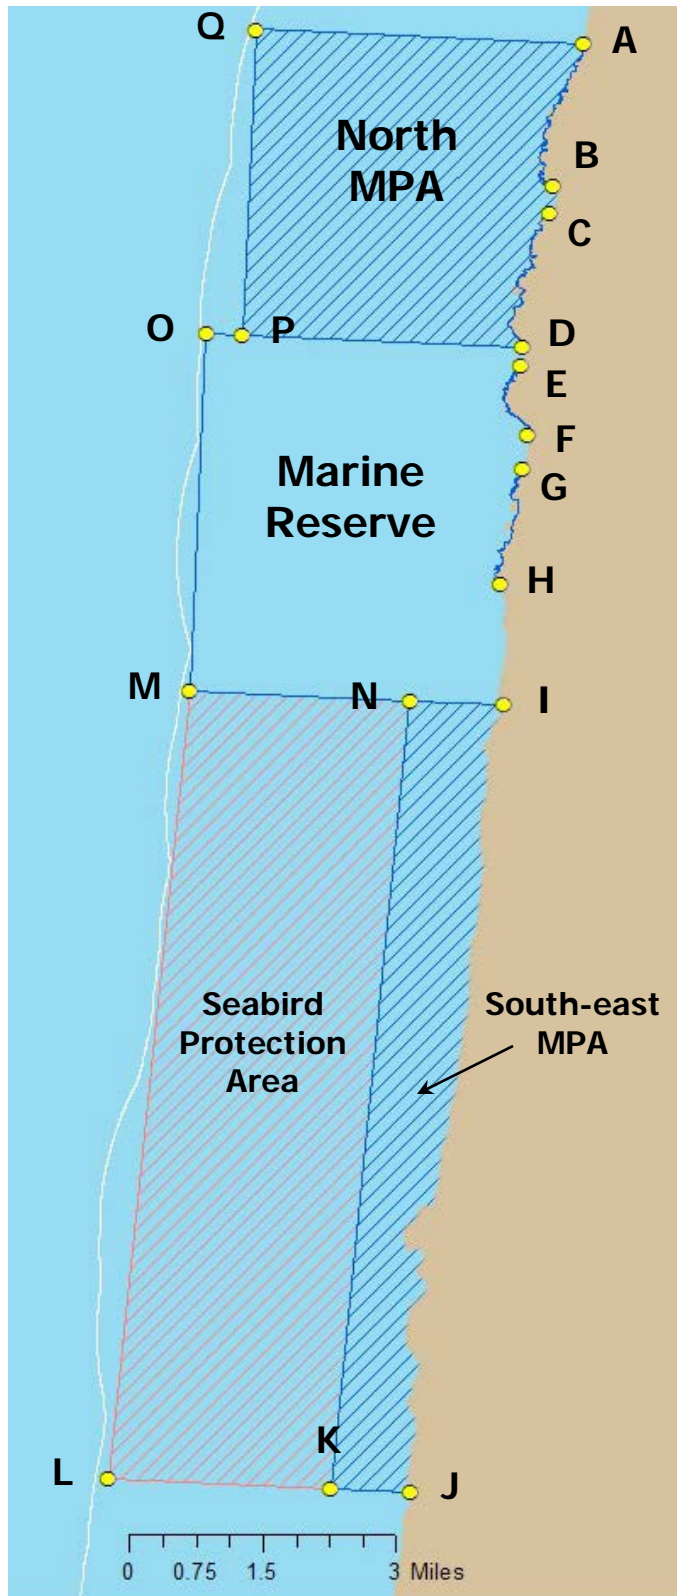 Q
A
North
MPA
B
C
O
P
D
E
F
Marine
Reserve
G
H
M
N
I
Seabird
Protection
Area
South-east
MPA
K
L
J
0 0.75 1.5 3 Miles